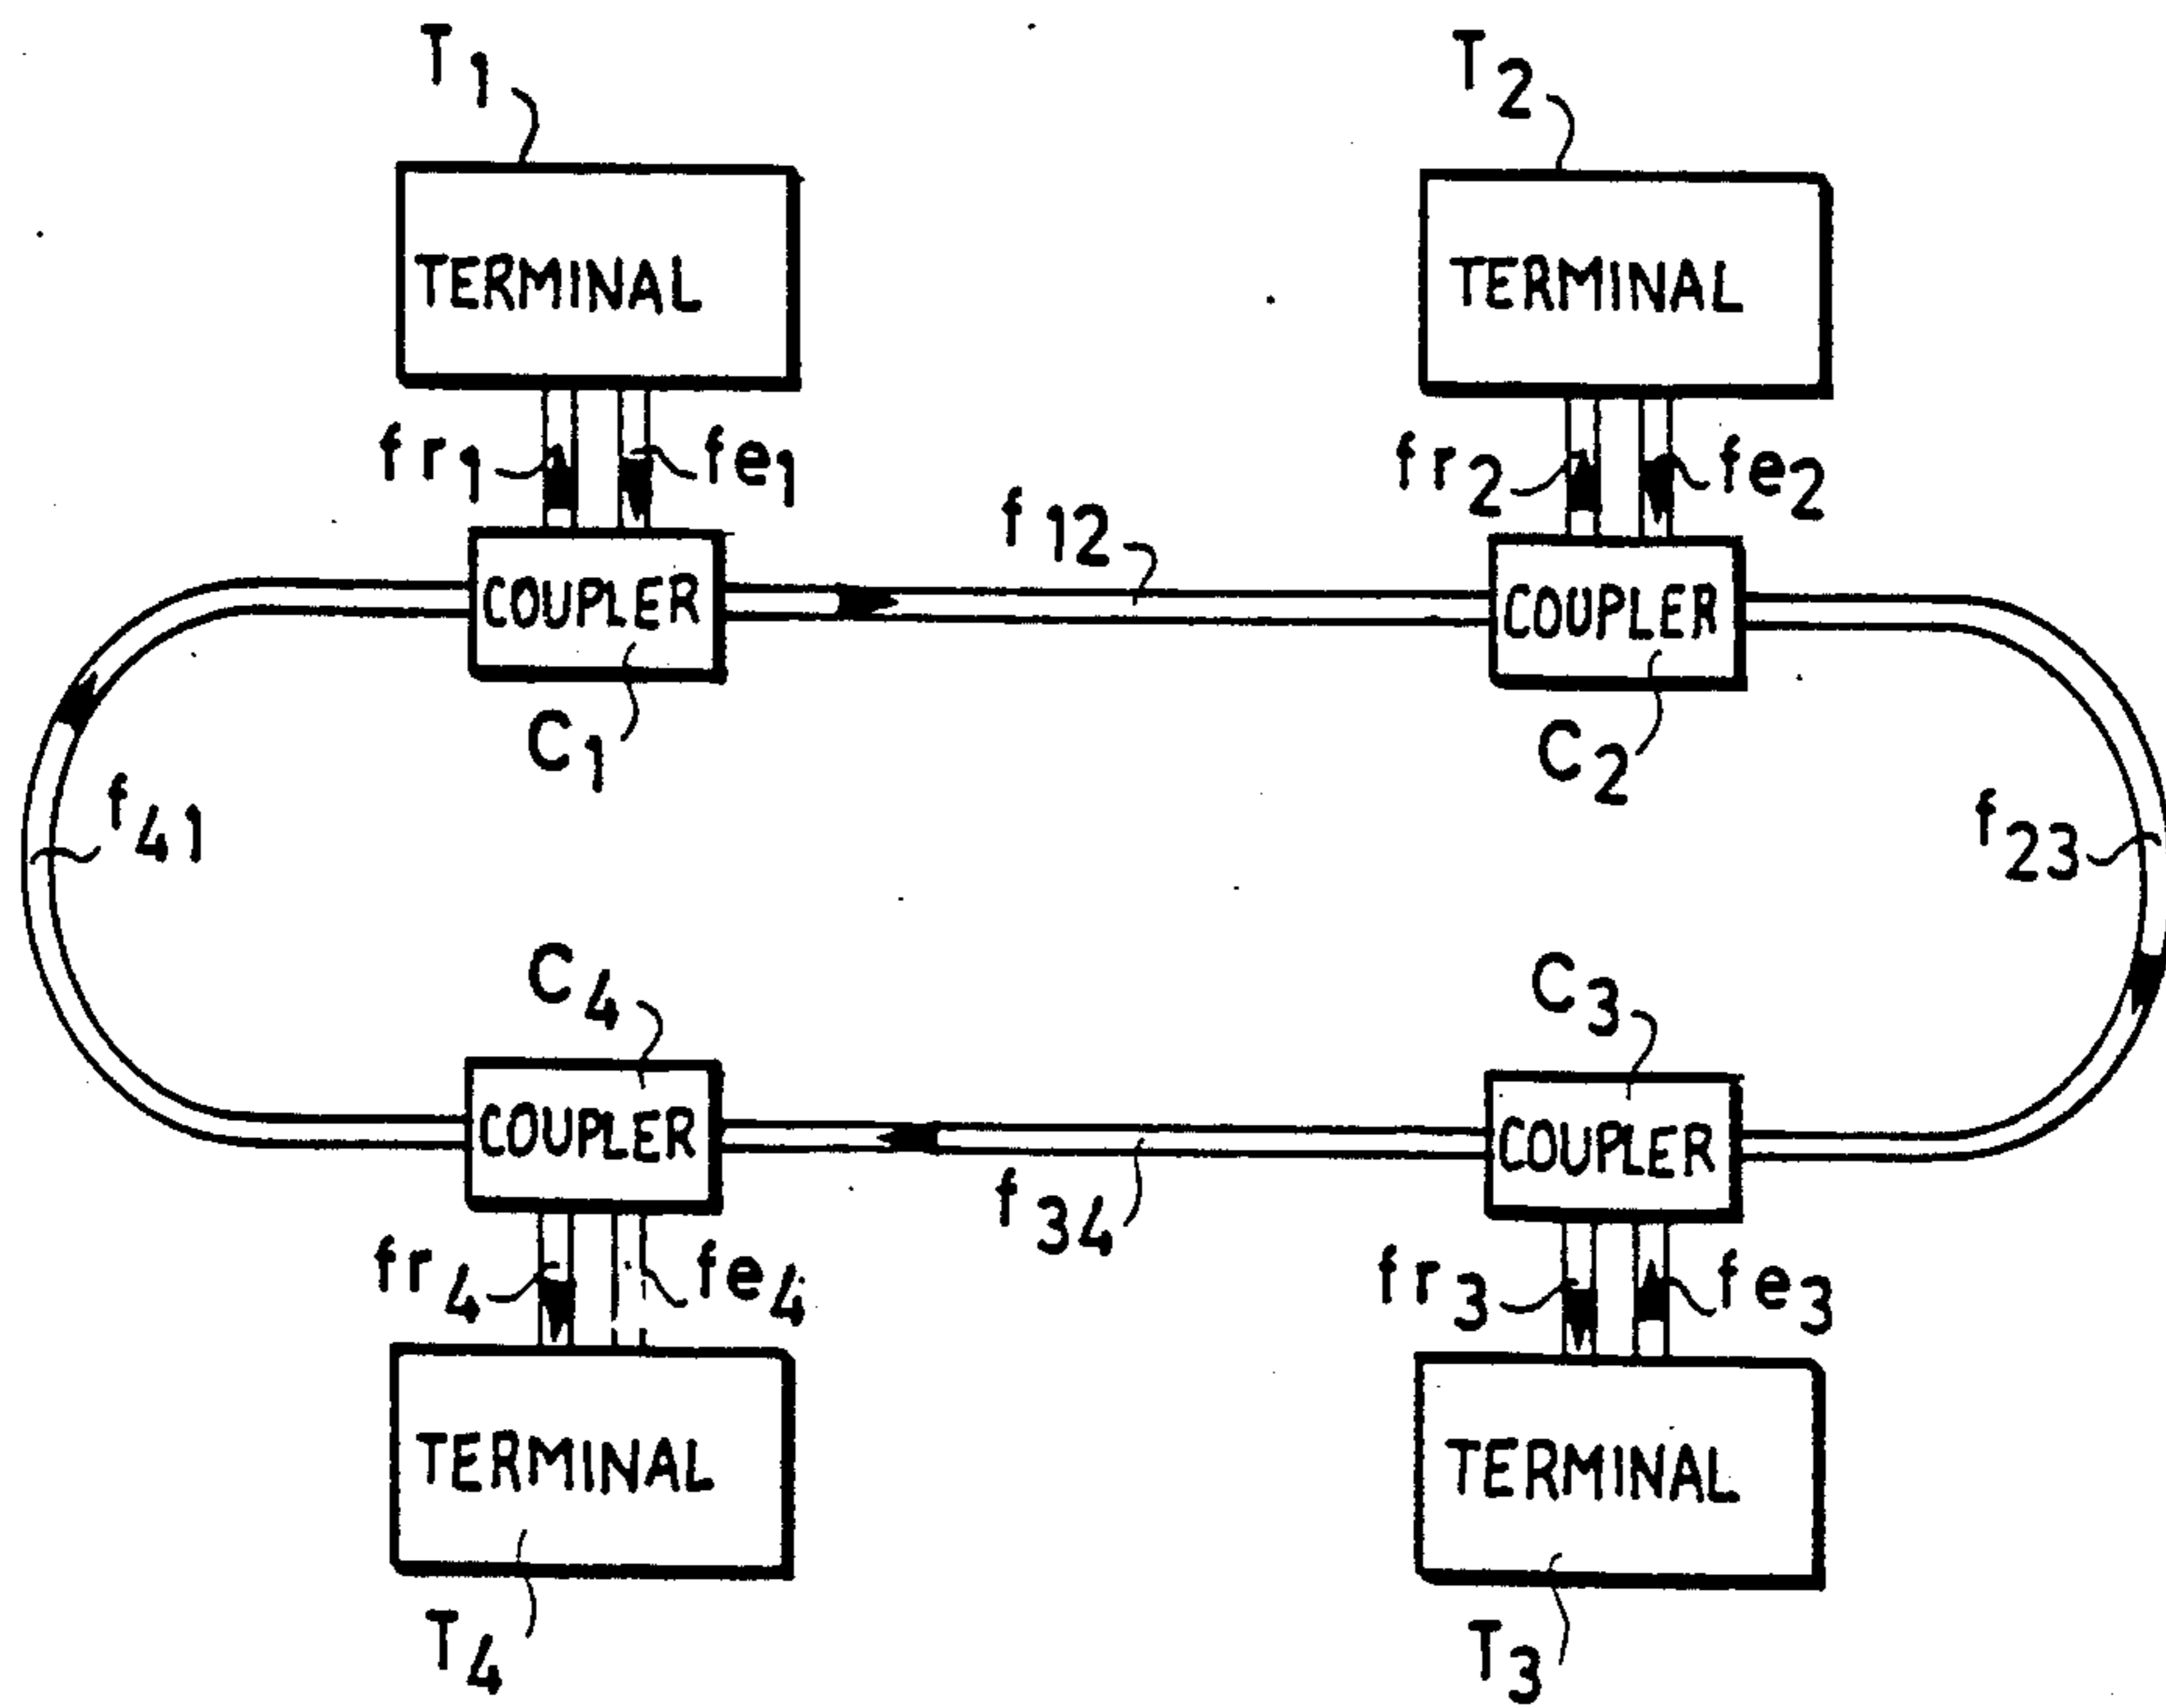 T1
T2
TERMINAL
TERMINAL
fr1
fe1
fr2
fe2
f12
COUPLER
COUPLER
C1
C2
f41
f23
C4
C3
COUPLER
COUPLER
f34
fr4
fe4
fr3
fe3
TERMINAL
TERMINAL
T4
T3